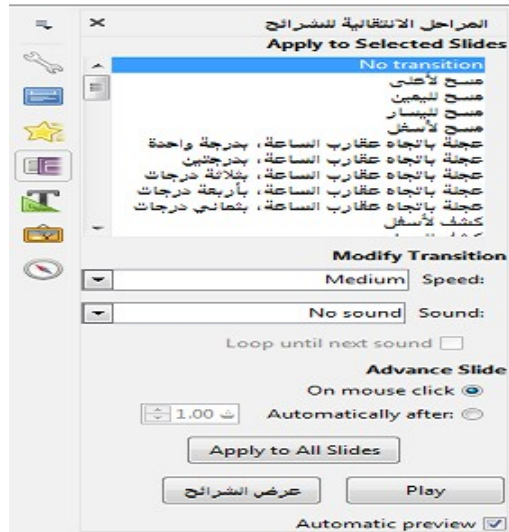 المراحل الانتقالية للشرائح
Apply to Selected Slides
No transition
مسح لأعلى
مسح لليمين
مسح لليسار
مسح لأسفل
عجلة باتجاه عقارب الساعة، بدرجة واحدة
عجلة باتجاه عقارب الساعة، بدرجتين
عجلة باتجاه عقارب الساعة، بثلاثة درجات
عجلة باتجاه عقارب الساعة، بأربعة درجات
عجلة باتجاه عقارب الساعة، بثماني درجات
كشف لأسفل
Modify Transition
Speed: Medium
Sound: No sound
Loop until next sound
Advance Slide
On mouse click
Automatically after: 1.00 ث
Apply to All Slides
Play عرض الشرائح
Automatic preview